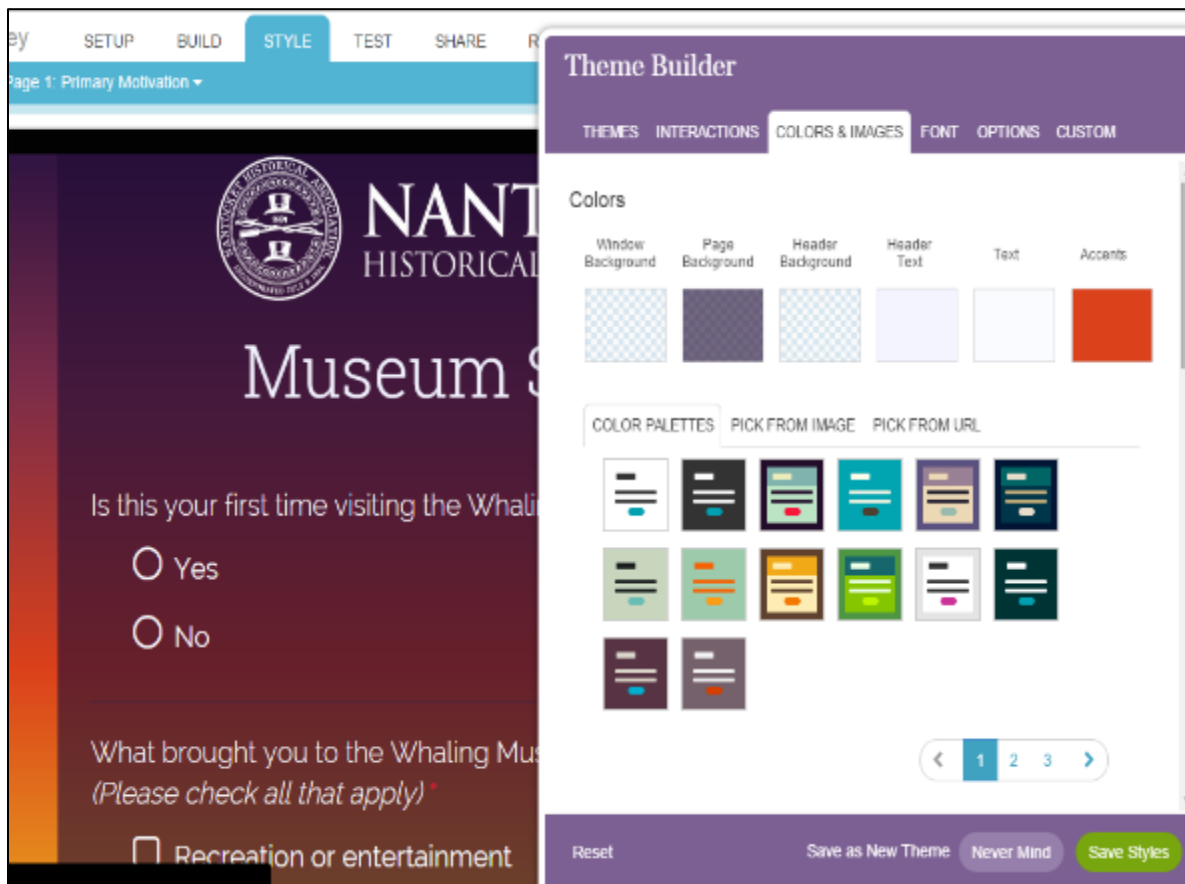 ey
SETUP
BUILD
STYLE
TEST
SHARE
R
Page 1: Primary Motivation
NANTUCKET HISTORICAL ASSOCIATION
NANT
HISTORICAL
Museum S
Is this your first time visiting the Whali
Yes
No
What brought you to the Whaling Mus
(Please check all that apply) *
Recreation or entertainment
Theme Builder
THEMES
INTERACTIONS
COLORS & IMAGES
FONT
OPTIONS
CUSTOM
Colors
Window
Background
Page
Background
Header
Background
Header
Text
Text
Accents
COLOR PALETTES
PICK FROM IMAGE
PICK FROM URL
1
2
3
Reset
Save as New Theme
Never Mind
Save Styles